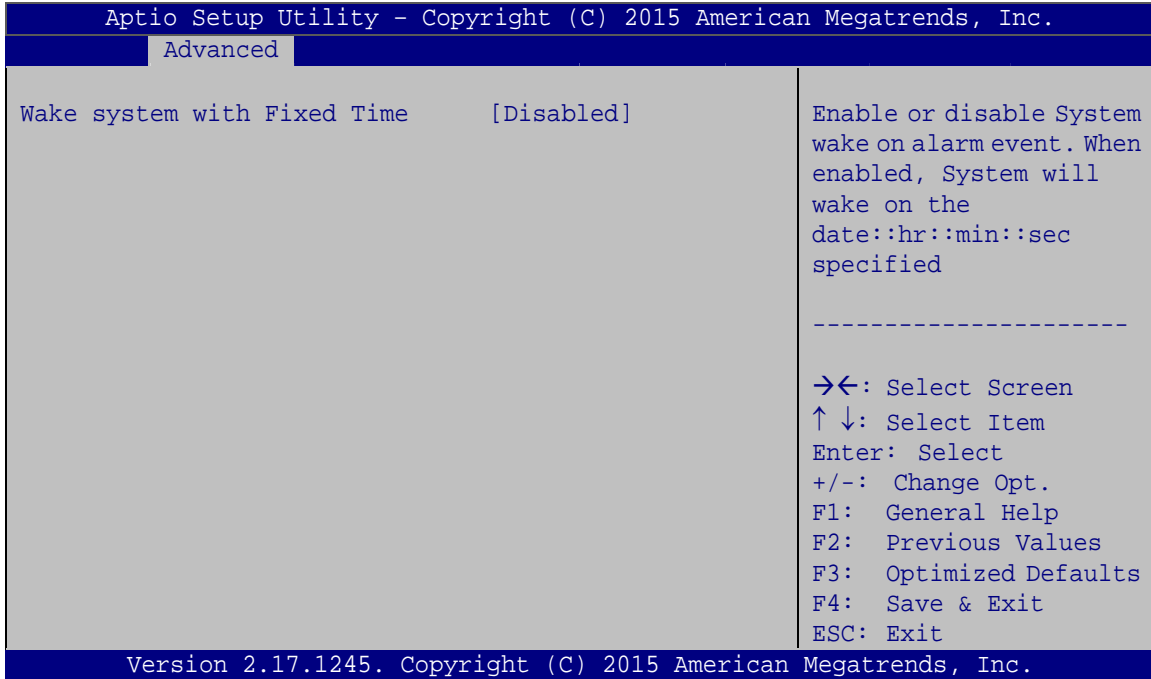 Aptio Setup Utility – Copyright (C) 2015 American Megatrends, Inc.
Advanced
Wake system with Fixed Time [Disabled]
Enable or disable System
wake on alarm event. When
enabled, System will
wake on the
date::hr::min::sec
specified
----------------------
→←: Select Screen
↑ ↓: Select Item
Enter: Select
+/-: Change Opt.
F1: General Help
F2: Previous Values
F3: Optimized Defaults
F4: Save & Exit
ESC: Exit
Version 2.17.1245. Copyright (C) 2015 American Megatrends, Inc.